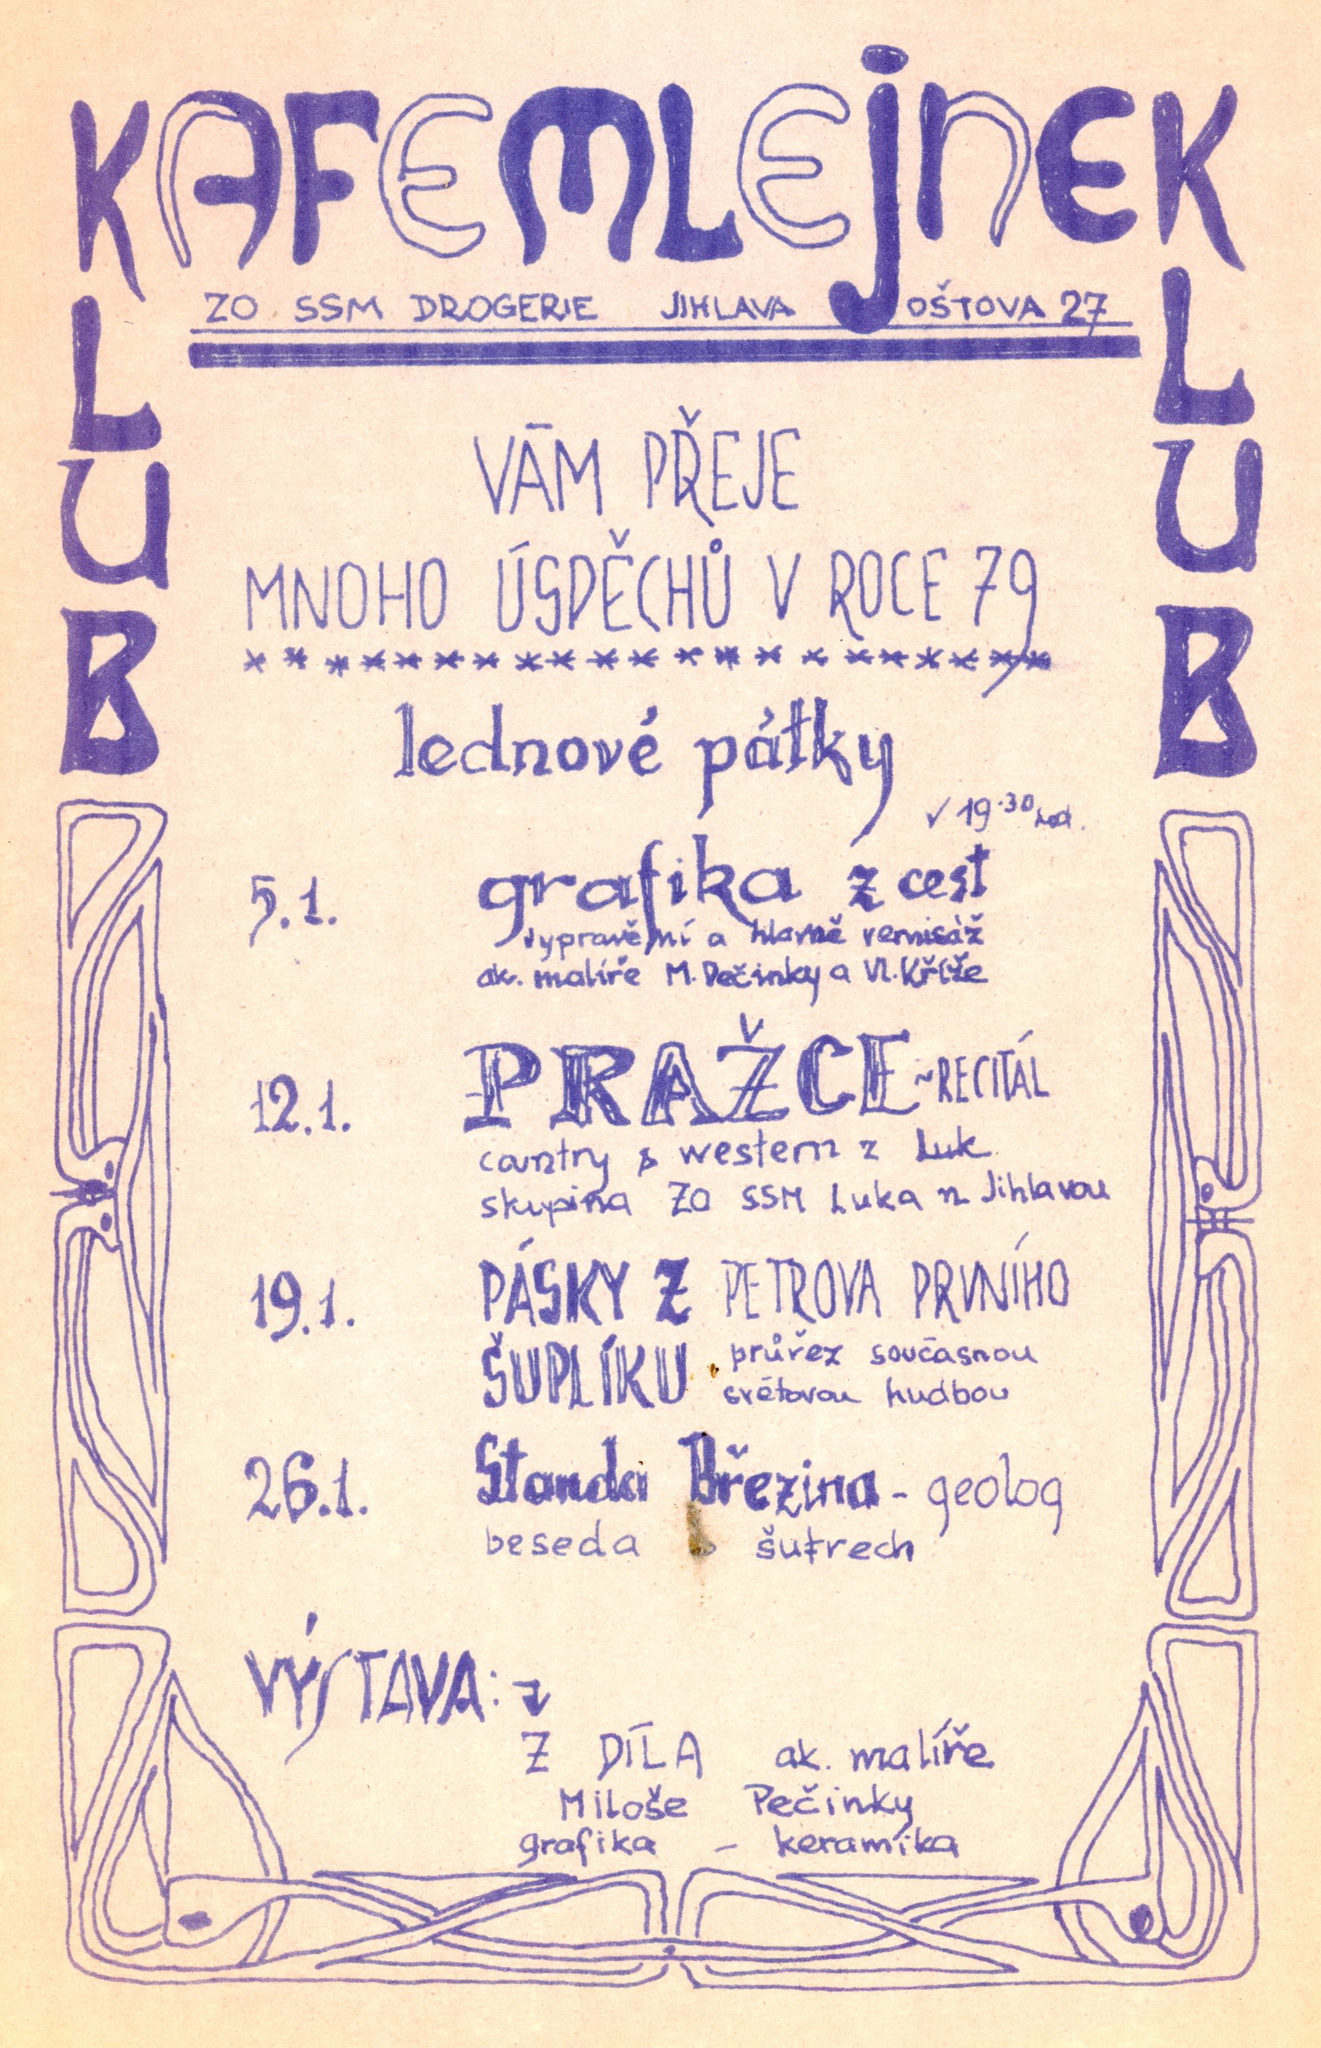 KAFEMLEJNEK
KLUB
KLUB
ZO SSM DROGERIE JIHLAVA JOŠTOVA 27
VÁM PŘEJE
MNOHO ÚSPĚCHŮ V ROCE 79
* * * * * * * * * * * * * * * * * * * * *
lednové pátky
v 19.30 hod.
5.1. grafika z cest
vypravění a hlavně vernisáž
ak. malíře M. Pečinky a Vl. Kříže
12.1. PRAŽCE ~ RECITÁL
country & western z Luk
skupina ZO SSM Luka n Jihlavou
19.1. PÁSKY Z PETROVA PRVNÍHO
ŠUPLÍKU průřez současnou
světovou hudbou
26.1. Standa Březina - geolog
beseda o šutrech
VÝSTAVA:
Z DÍLA ak. malíře
Miloše Pečinky
grafika - keramika